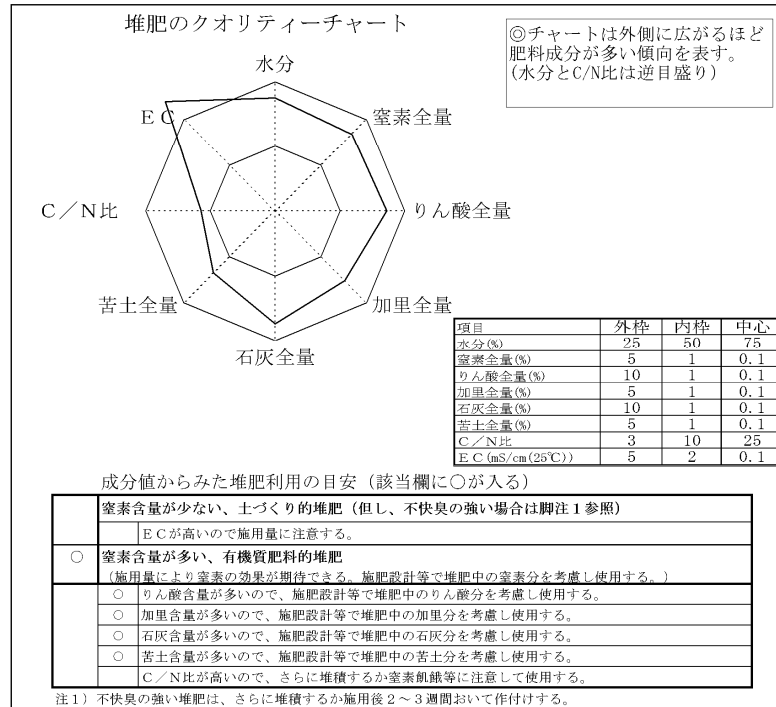 堆肥のクオリティーチャート
◎チャートは外側に広がるほど
肥料成分が多い傾向を表す。
(水分とC/N比は逆目盛り)
水分
EC
窒素全量
C/N比
りん酸全量
苦土全量
加里全量
石灰全量
項目 外枠 内枠 中心
水分(%) 25 50 75
窒素全量(%) 5 1 0.1
りん酸全量(%) 10 1 0.1
加里全量(%) 5 1 0.1
石灰全量(%) 10 1 0.1
苦土全量(%) 5 1 0.1
C/N比 3 10 25
EC(mS/cm(25℃)) 5 2 0.1
成分値からみた堆肥利用の目安(該当欄に○が入る)
窒素含量が少ない、土づくり的堆肥(但し、不快臭の強い場合は脚注1参照)
ECが高いので施用量に注意する。
○ 窒素含量が多い、有機質肥料的堆肥
(施用量により窒素の効果が期待できる。施肥設計等で堆肥中の窒素分を考慮し使用する。)
○ りん酸含量が多いので、施肥設計等で堆肥中のりん酸分を考慮し使用する。
○ 加里含量が多いので、施肥設計等で堆肥中の加里分を考慮し使用する。
○ 石灰含量が多いので、施肥設計等で堆肥中の石灰分を考慮し使用する。
○ 苦土含量が多いので、施肥設計等で堆肥中の苦土分を考慮し使用する。
C/N比が高いので、さらに堆積するか窒素飢餓等に注意して使用する。
注1)不快臭の強い堆肥は、さらに堆積するか施用後2~3週間おいて作付けする。